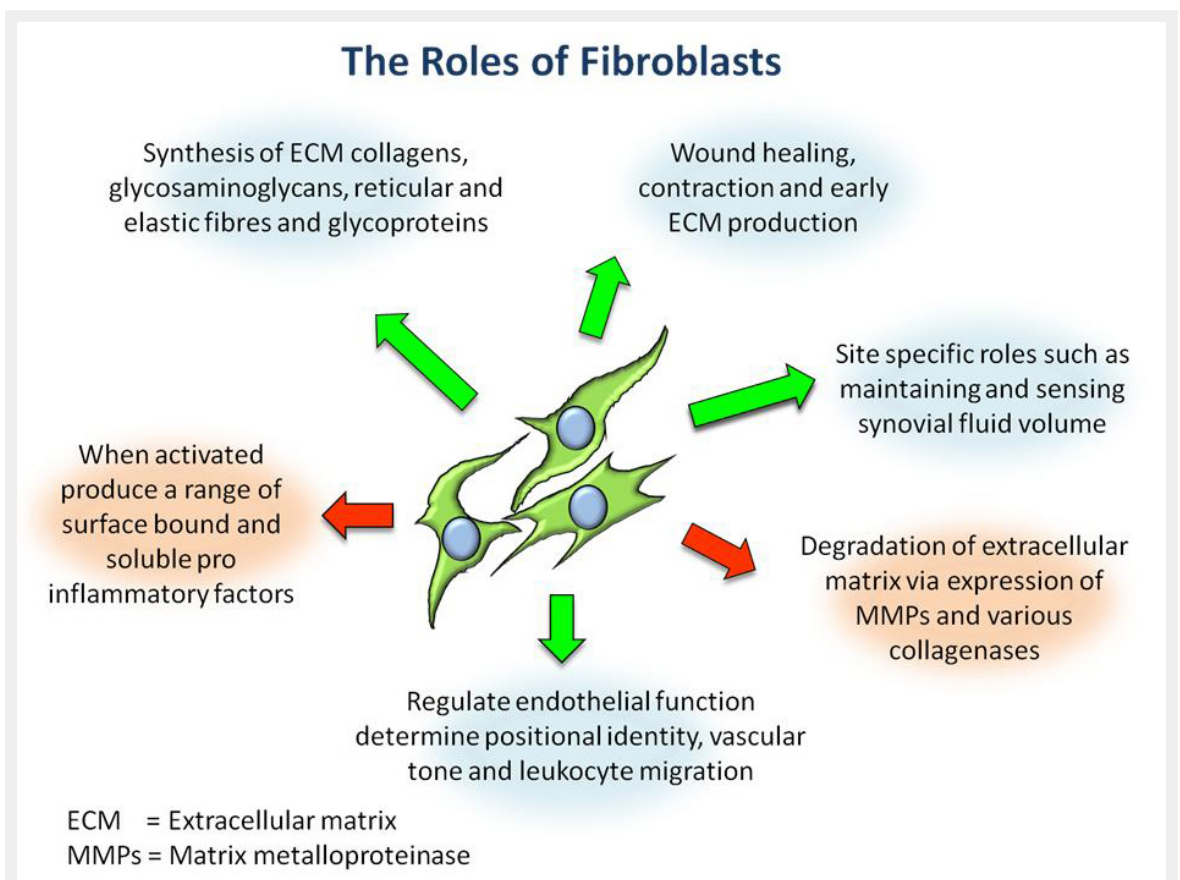 The Roles of Fibroblasts
Synthesis of ECM collagens,
glycosaminoglycans, reticular and
elastic fibres and glycoproteins
Wound healing,
contraction and early
ECM production
Site specific roles such as
maintaining and sensing
synovial fluid volume
When activated
produce a range of
surface bound and
soluble pro
inflammatory factors
Degradation of extracellular
matrix via expression of
MMPs and various
collagenases
Regulate endothelial function
determine positional identity, vascular
tone and leukocyte migration
ECM = Extracellular matrix
MMPs = Matrix metalloproteinase